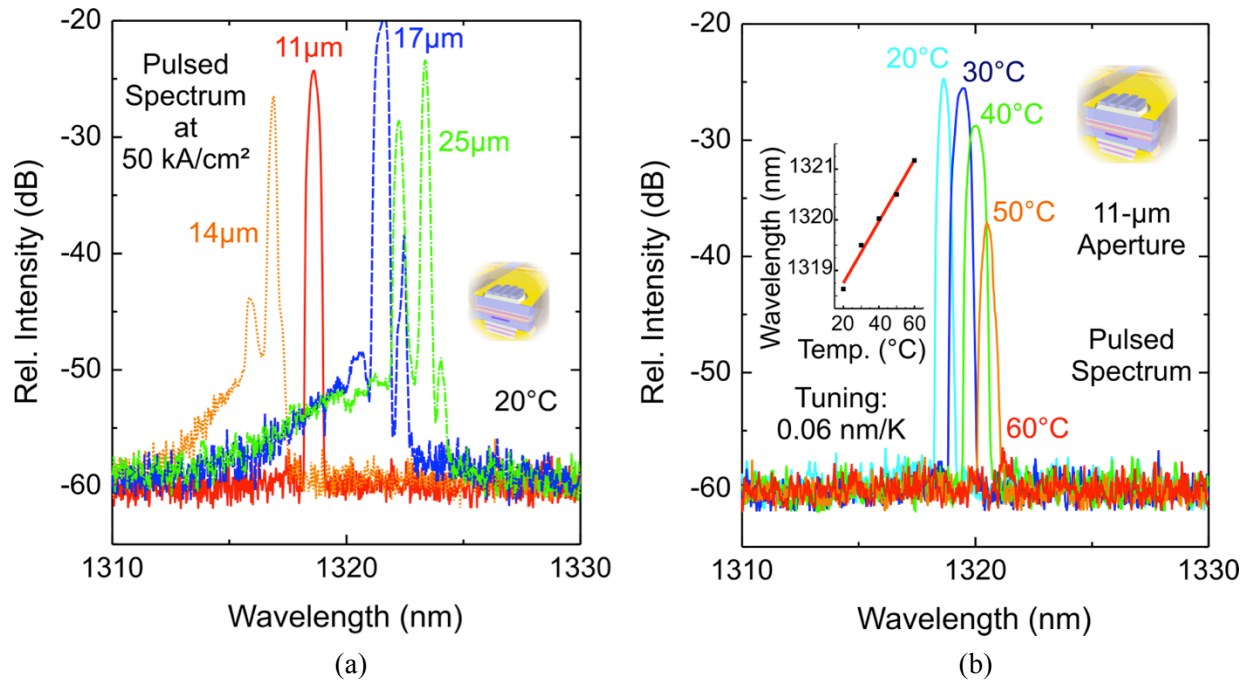 -20
-30
-40
-50
-60
Rel. Intensity (dB)
Pulsed
Spectrum
at
50 kA/cm²
11µm
17µm
25µm
14µm
20°C
1310
1320
1330
Wavelength (nm)
(a)
-20
-30
-40
-50
-60
Rel. Intensity (dB)
20°C
30°C
40°C
50°C
60°C
11-µm
Aperture
Pulsed
Spectrum
Wavelength (nm)
1321
1320
1319
20
40
60
Temp. (°C)
Tuning:
0.06 nm/K
1310
1320
1330
Wavelength (nm)
(b)